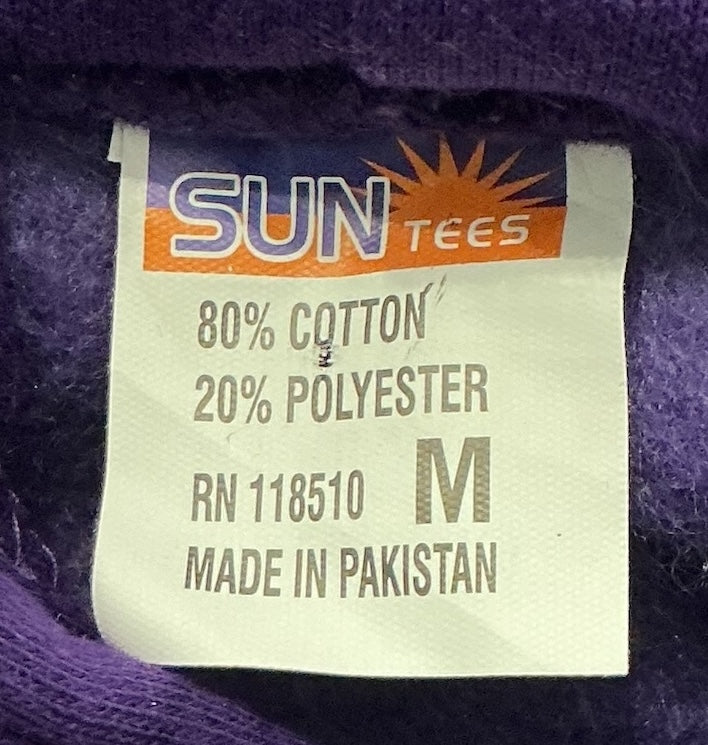 SUN TEES
80% COTTON
20% POLYESTER
RN 118510 M
MADE IN PAKISTAN